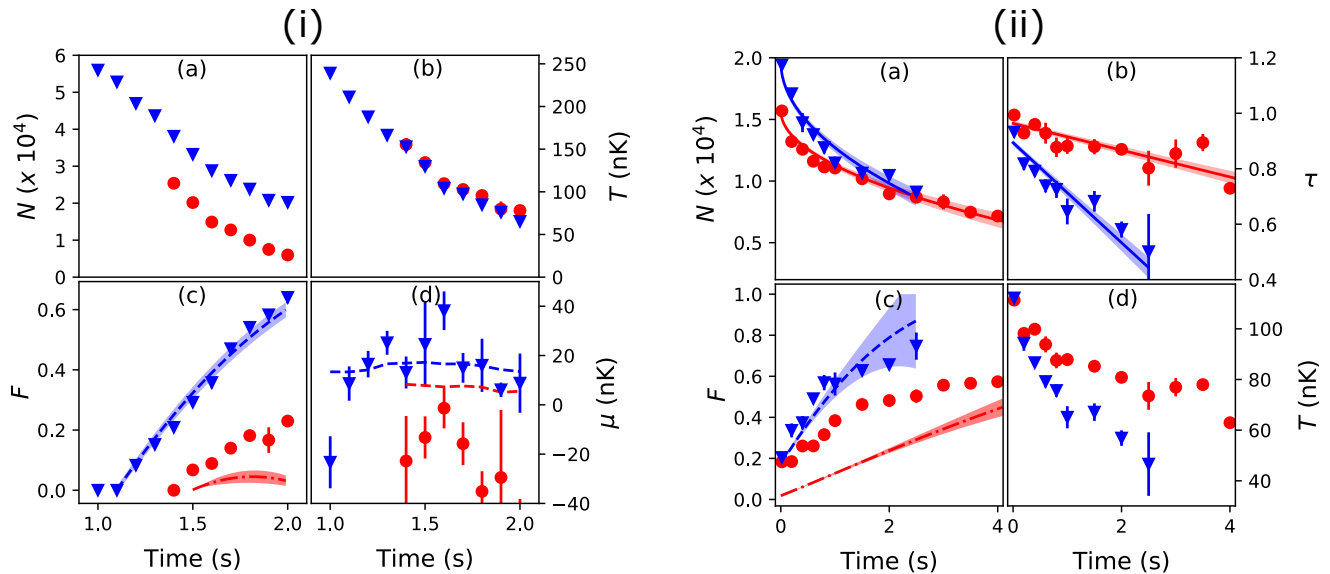 (i) (ii)
(a) (b) (a) (b)
6 5 4 3 2 1 0
N (x 10⁴)
250 200 150 100 50 0
T (nK)
2.0 1.5 1.0 0.5
N (x 10⁴)
1.2 1.0 0.8 0.6 0.4
τ
(c) (d) (c) (d)
0.4 0.2 0.0
F
40 20 0 −20 −40
μ (nK)
1.0 0.8 0.6 0.4 0.2 0.0
F
100 80 60 40
T (nK)
1.0 1.5 2.0 1.0 1.5 2.0 0 2 4 0 2 4
Time (s) Time (s) Time (s) Time (s)